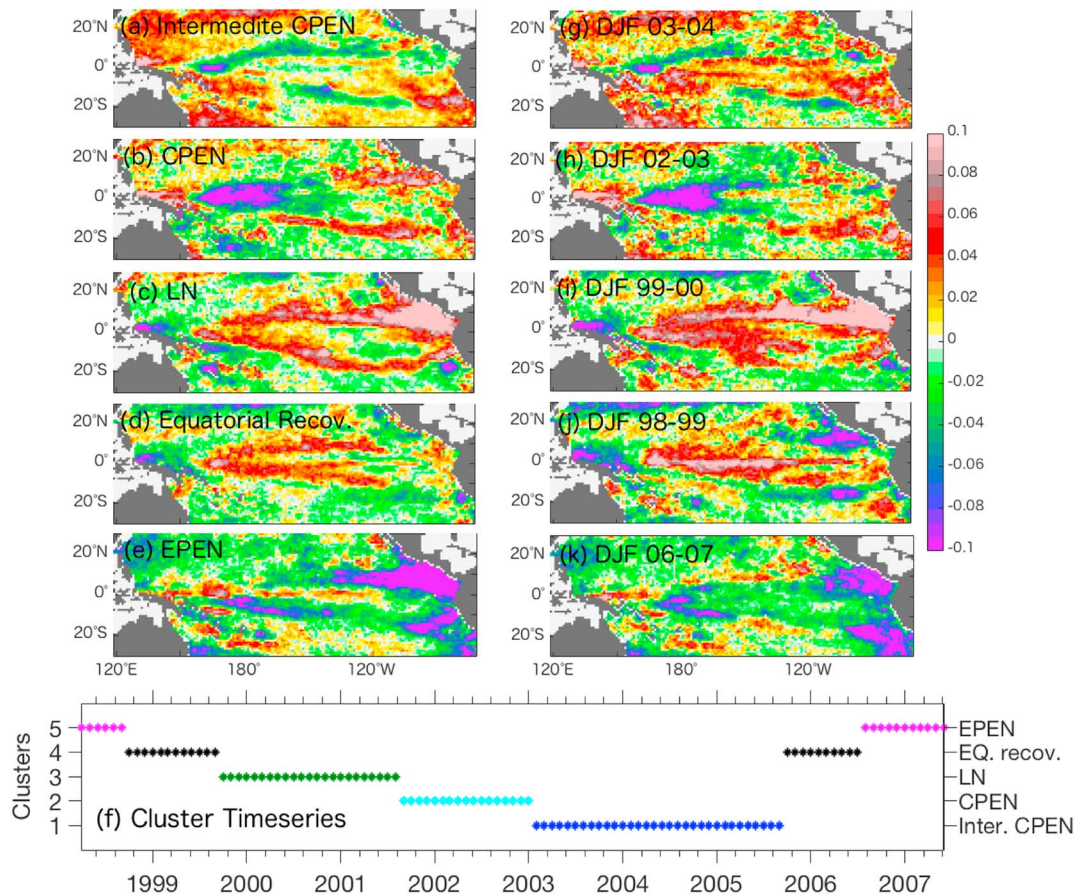 (a) Intermedite CPEN
(g) DJF 03-04
20°N
0°
20°S
20°N
0°
20°S
(b) CPEN
(h) DJF 02-03
20°N
0°
20°S
20°N
0°
20°S
(c) LN
(i) DJF 99-00
20°N
0°
20°S
20°N
0°
20°S
(d) Equatorial Recov.
(j) DJF 98-99
20°N
0°
20°S
20°N
0°
20°S
(e) EPEN
(k) DJF 06-07
20°N
0°
20°S
20°N
0°
20°S
120°E 180° 120°W
120°E 180° 120°W
0.1
0.08
0.06
0.04
0.02
0
-0.02
-0.04
-0.06
-0.08
-0.1
Clusters
5
4
3
2
1
EPEN
EQ. recov.
LN
CPEN
Inter. CPEN
(f) Cluster Timeseries
1999 2000 2001 2002 2003 2004 2005 2006 2007